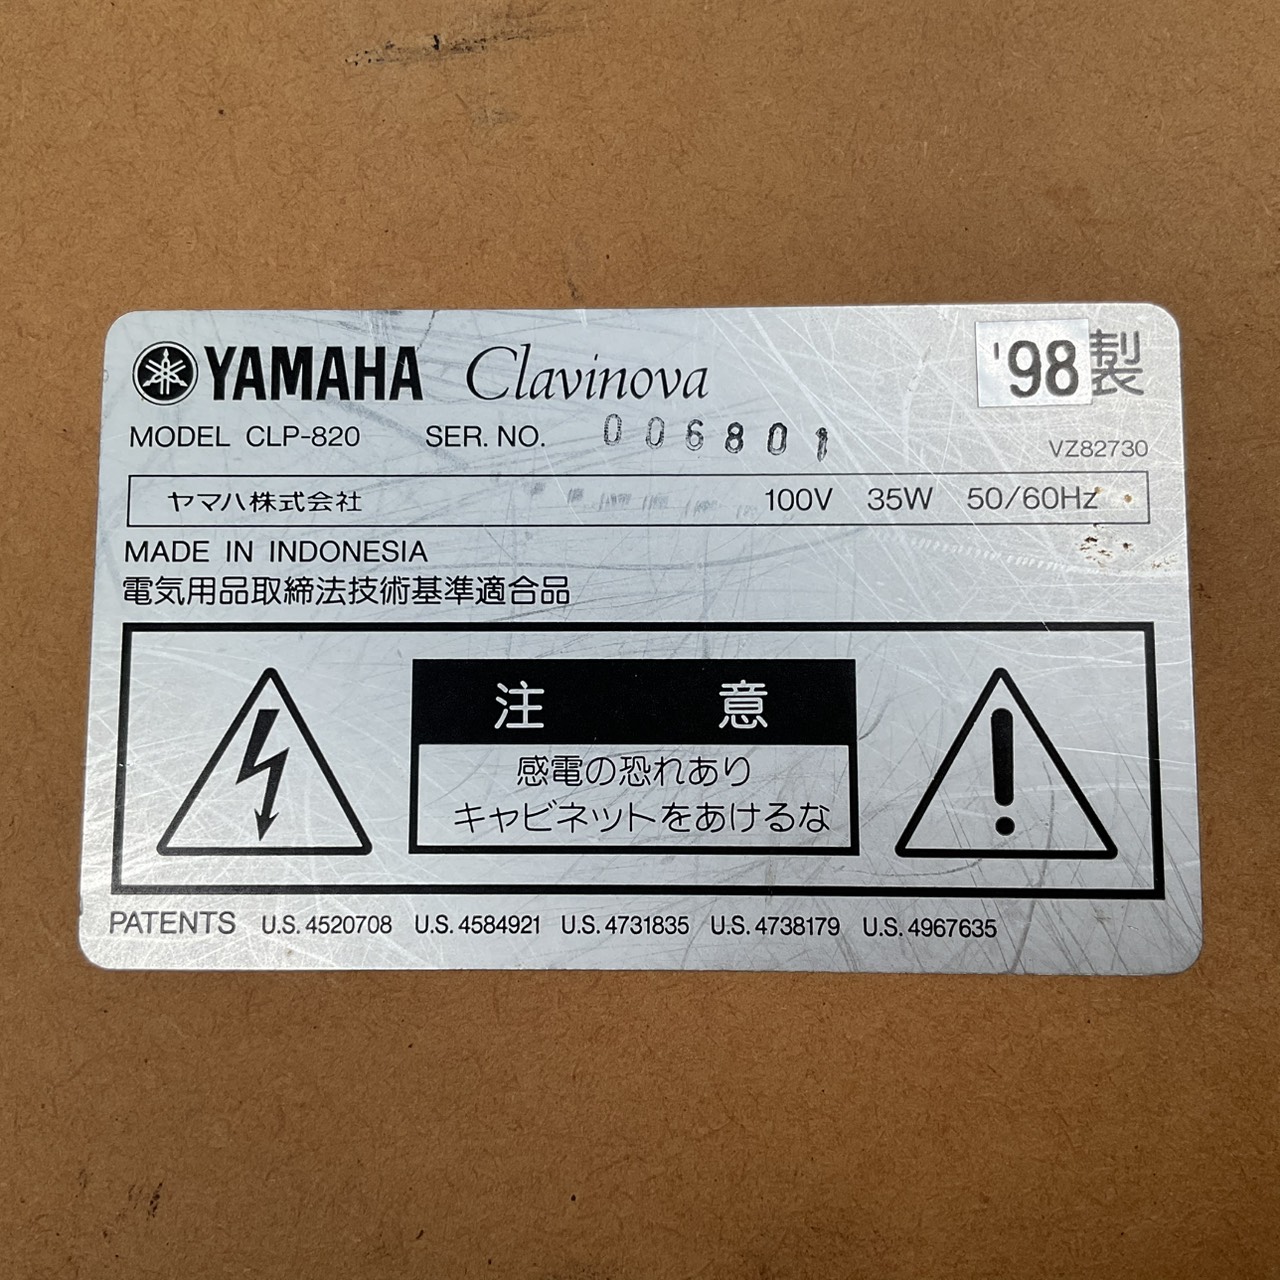 YAMAHA Clavinova '98製
MODEL CLP-820 SER. NO. 006801 VZ82730
ヤマハ株式会社 100V 35W 50/60Hz
MADE IN INDONESIA
電気用品取締法技術基準適合品
注意
感電の恐れあり
キャビネットをあけるな
PATENTS U.S. 4520708 U.S. 4584921 U.S. 4731835 U.S. 4738179 U.S. 4967635